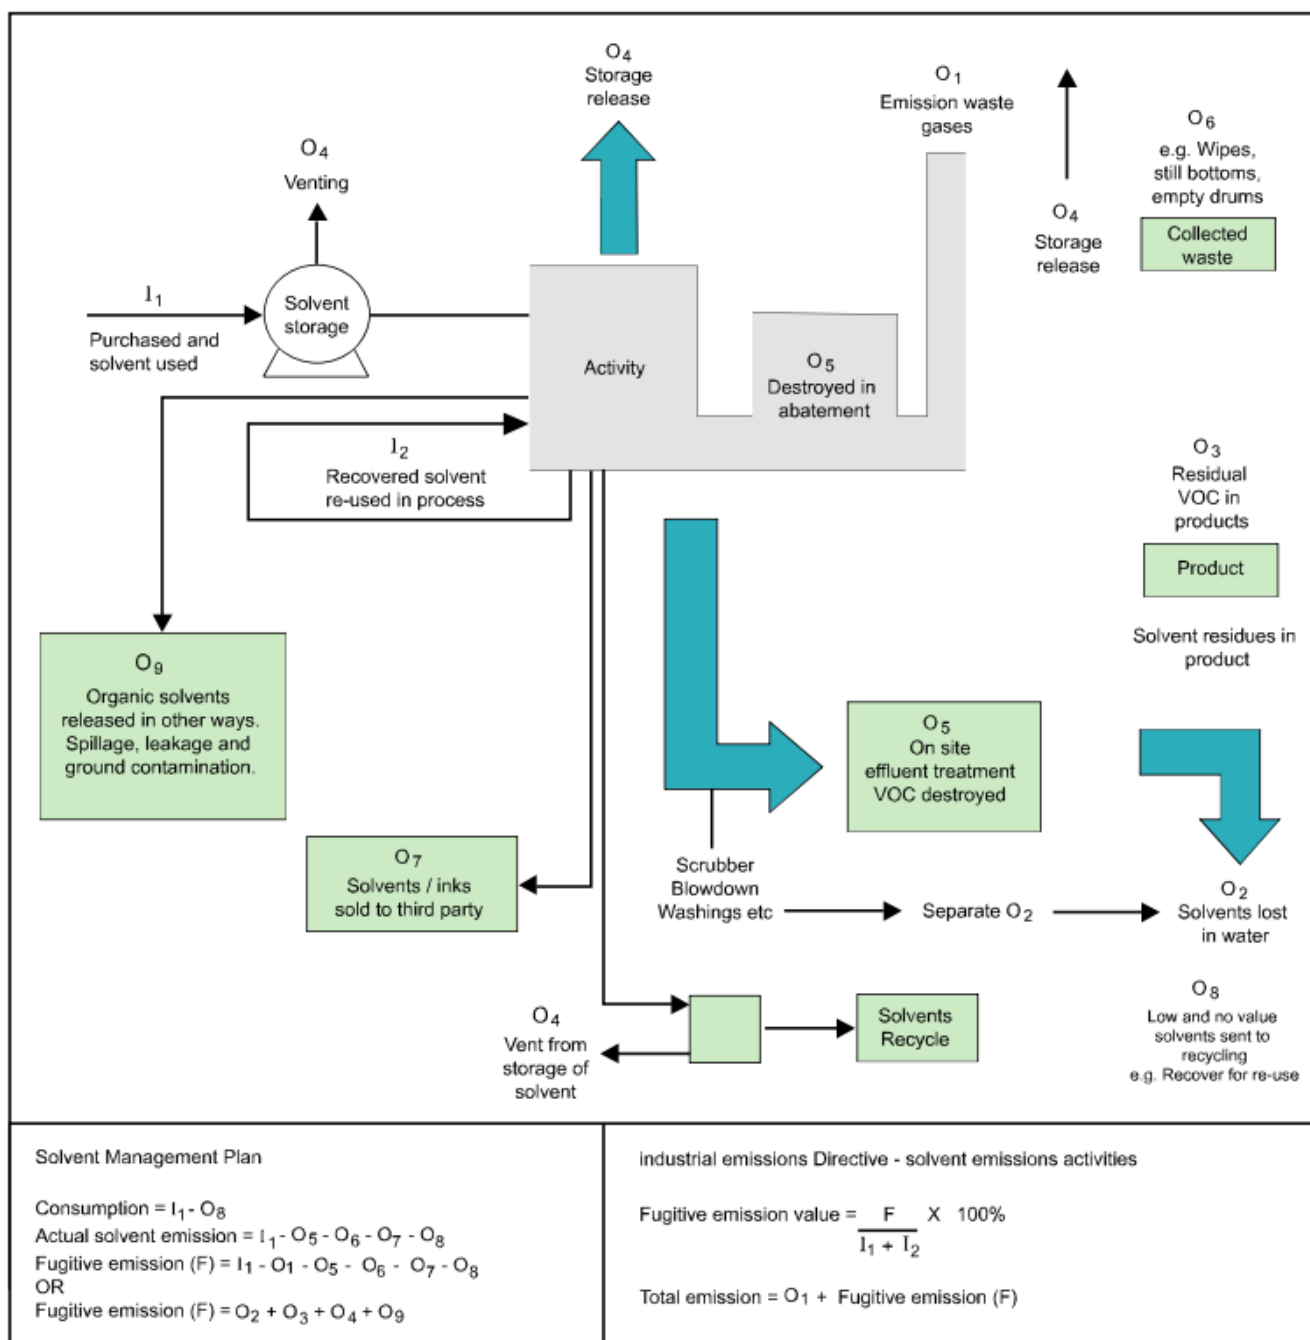 O4
Storage
release
O1
Emission waste
gases
O6
e.g. Wipes,
still bottoms,
empty drums
Collected
waste
O4
Venting
O4
Storage
release
I1
Purchased and
solvent used
Solvent
storage
Activity
O5
Destroyed in
abatement
I2
Recovered solvent
re-used in process
O3
Residual
VOC in
products
Product
Solvent residues in
product
O9
Organic solvents
released in other ways.
Spillage, leakage and
ground contamination.
O5
On site
effluent treatment
VOC destroyed
O7
Solvents / inks
sold to third party
Scrubber
Blowdown
Washings etc
Separate O2
O2
Solvents lost
in water
O4
Vent from
storage of
solvent
Solvents
Recycle
O8
Low and no value
solvents sent to
recycling
e.g. Recover for re-use
Solvent Management Plan
Consumption = I1 - O8
Actual solvent emission = I1 - O5 - O6 - O7 - O8
Fugitive emission (F) = I1 - O1 - O5 - O6 - O7 - O8
OR
Fugitive emission (F) = O2 + O3 + O4 + O9
industrial emissions Directive - solvent emissions activities
Fugitive emission value = F X 100%
I1 + I2
Total emission = O1 + Fugitive emission (F)